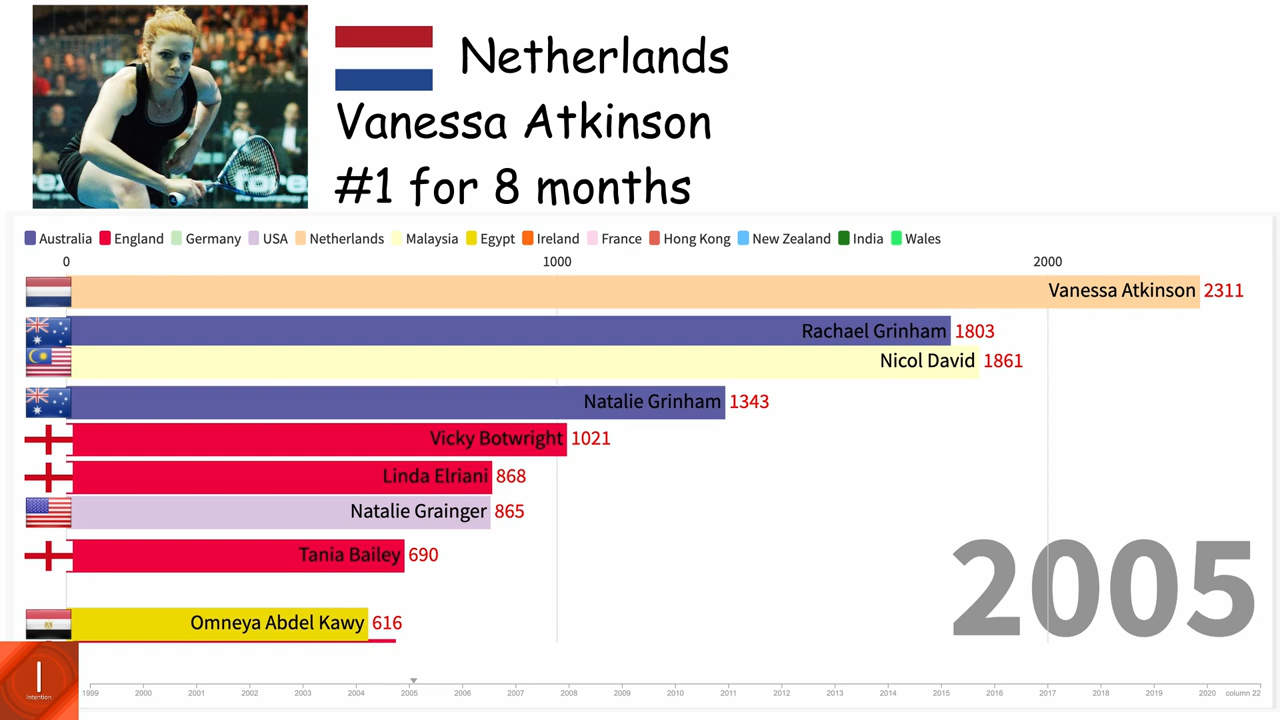 Netherlands
Vanessa Atkinson
#1 for 8 months
Australia England Germany USA Netherlands Malaysia Egypt Ireland France Hong Kong New Zealand India Wales
0 1000 2000
Vanessa Atkinson 2311
Rachael Grinham 1803
Nicol David 1861
Natalie Grinham 1343
Vicky Botwright 1021
Linda Elriani 868
Natalie Grainger 865
Tania Bailey 690
2005
Omneya Abdel Kawy 616
Intention
1999 2000 2001 2002 2003 2004 2005 2006 2007 2008 2009 2010 2011 2012 2013 2014 2015 2016 2017 2018 2019 2020 column 22